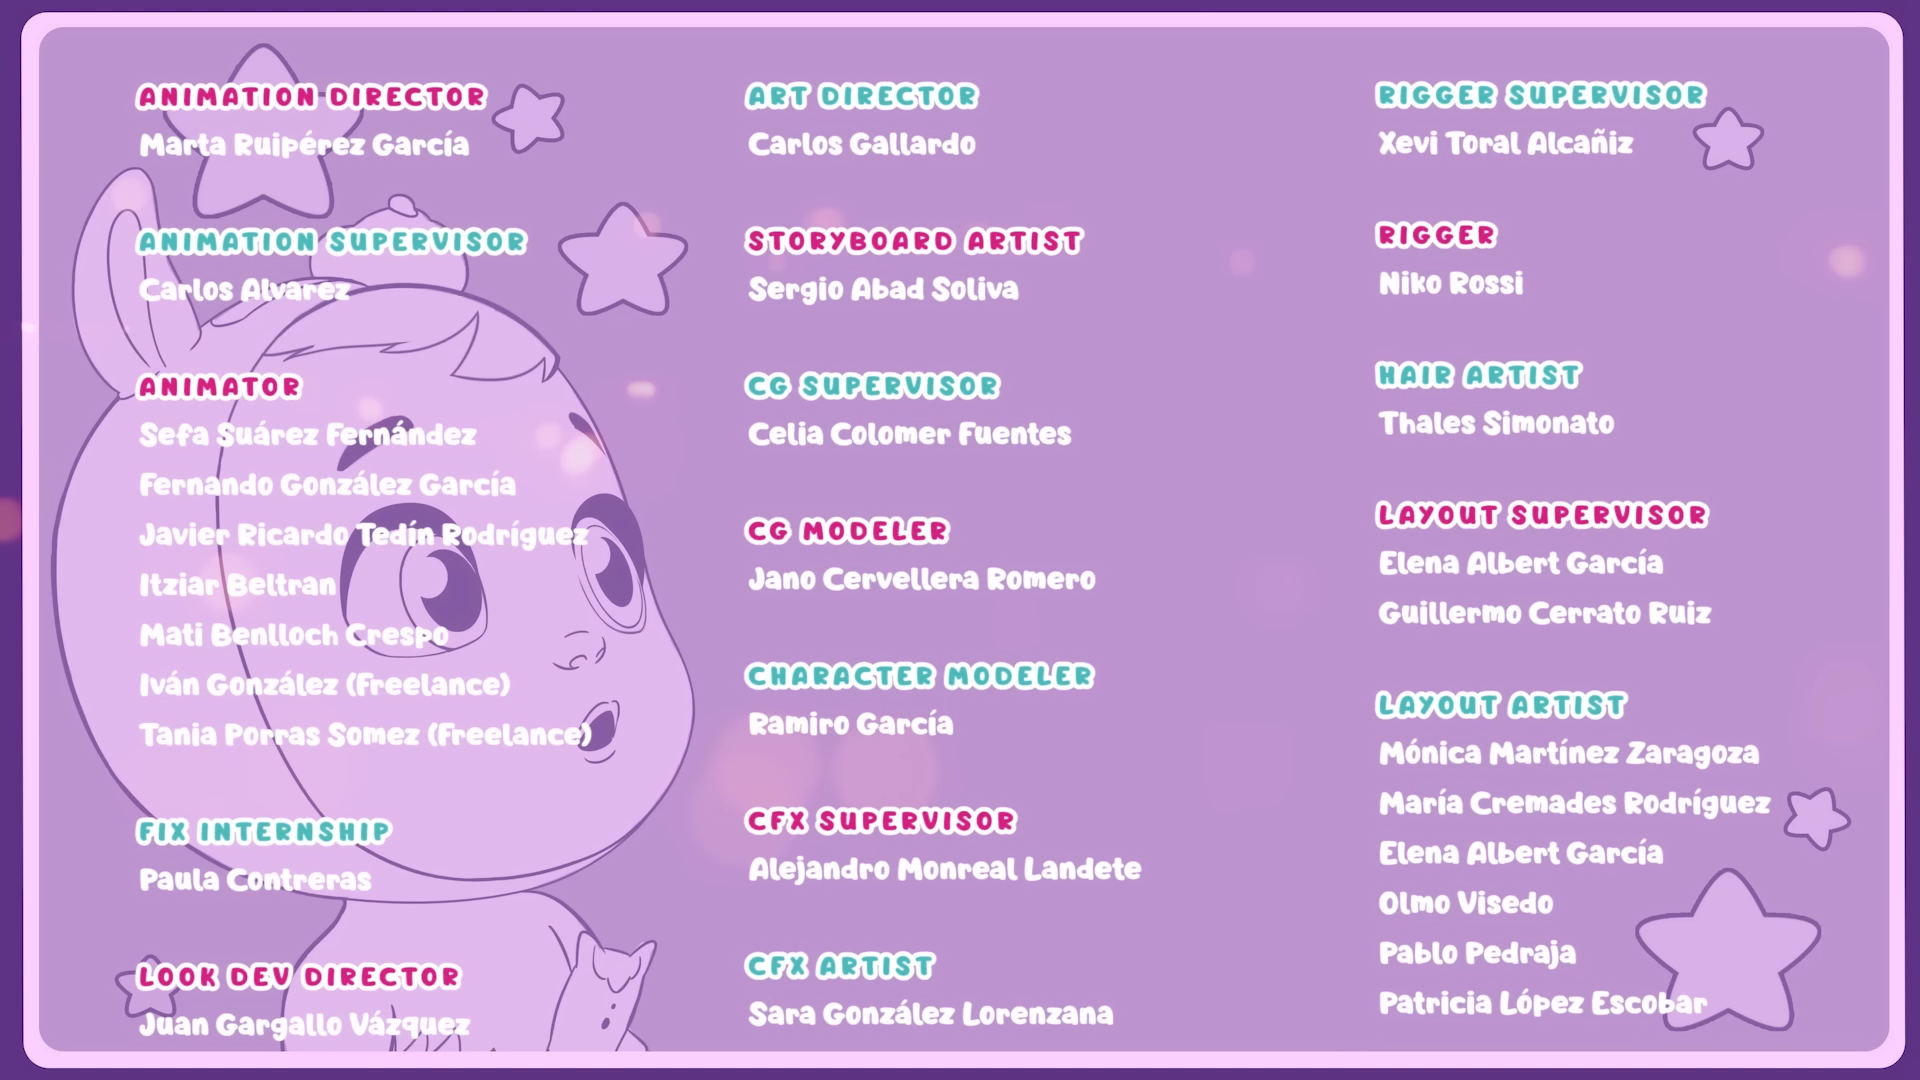 ANIMATION DIRECTOR
Marta Ruipérez García
ANIMATION SUPERVISOR
Carlos Alvarez
ANIMATOR
Sefa Suárez Fernández
Fernando González García
Javier Ricardo Tedín Rodríguez
Itziar Beltran
Mati Benlloch Crespo
Iván González (Freelance)
Tania Porras Somez (Freelance)
FIX INTERNSHIP
Paula Contreras
LOOK DEV DIRECTOR
Juan Gargallo Vázquez
ART DIRECTOR
Carlos Gallardo
STORYBOARD ARTIST
Sergio Abad Soliva
CG SUPERVISOR
Celia Colomer Fuentes
CG MODELER
Jano Cervellera Romero
CHARACTER MODELER
Ramiro García
CFX SUPERVISOR
Alejandro Monreal Landete
CFX ARTIST
Sara González Lorenzana
RIGGER SUPERVISOR
Xevi Toral Alcañiz
RIGGER
Niko Rossi
HAIR ARTIST
Thales Simonato
LAYOUT SUPERVISOR
Elena Albert García
Guillermo Cerrato Ruiz
LAYOUT ARTIST
Mónica Martínez Zaragoza
María Cremades Rodríguez
Elena Albert García
Olmo Visedo
Pablo Pedraja
Patricia López Escobar